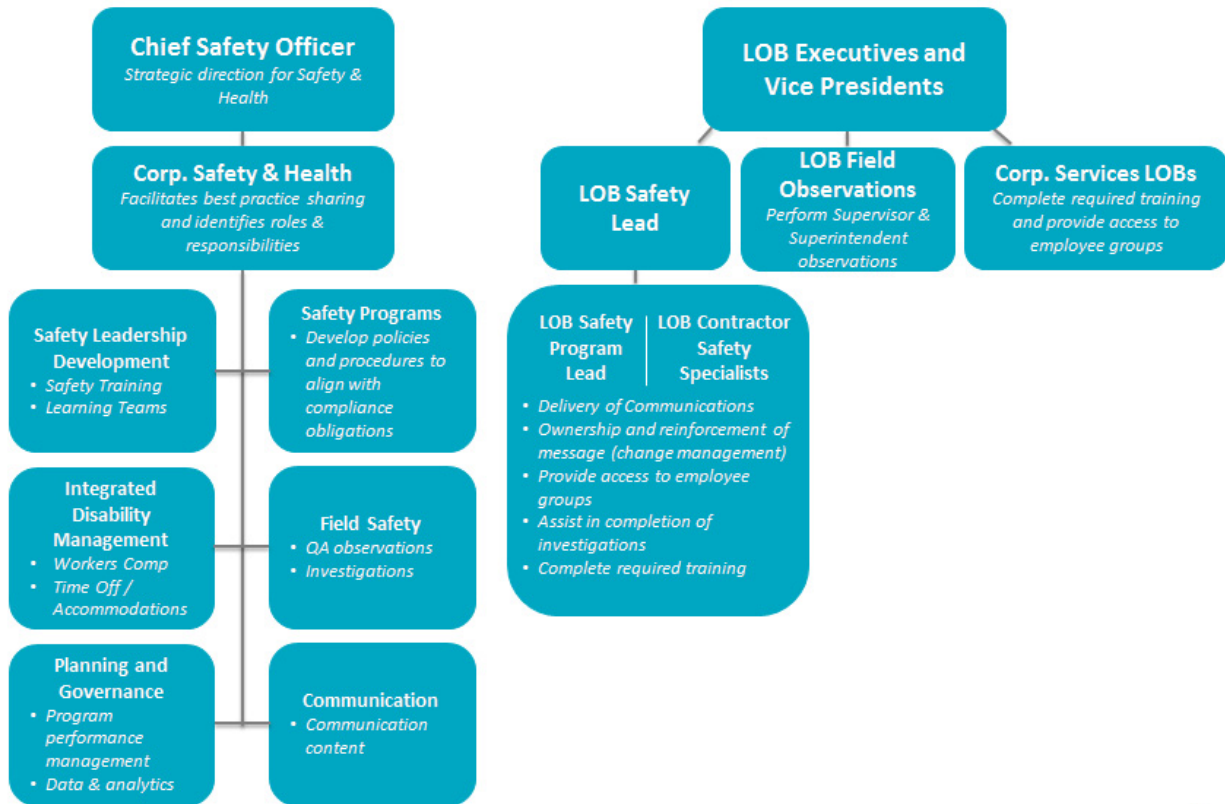 Chief Safety Officer
Strategic direction for Safety &
Health
Corp. Safety & Health
Facilitates best practice sharing
and identifies roles &
responsibilities
Safety Leadership
Development
• Safety Training
• Learning Teams
Safety Programs
• Develop policies
and procedures to
align with
compliance
obligations
Integrated
Disability
Management
• Workers Comp
• Time Off /
Accommodations
Field Safety
• QA observations
• Investigations
Planning and
Governance
• Program
performance
management
• Data & analytics
Communication
• Communication
content
LOB Executives and
Vice Presidents
LOB Safety
Lead
LOB Field
Observations
Perform Supervisor &
Superintendent
observations
Corp. Services LOBs
Complete required training
and provide access to
employee groups
LOB Safety
Program
Lead
LOB Contractor
Safety
Specialists
• Delivery of Communications
• Ownership and reinforcement of
message (change management)
• Provide access to employee
groups
• Assist in completion of
investigations
• Complete required training